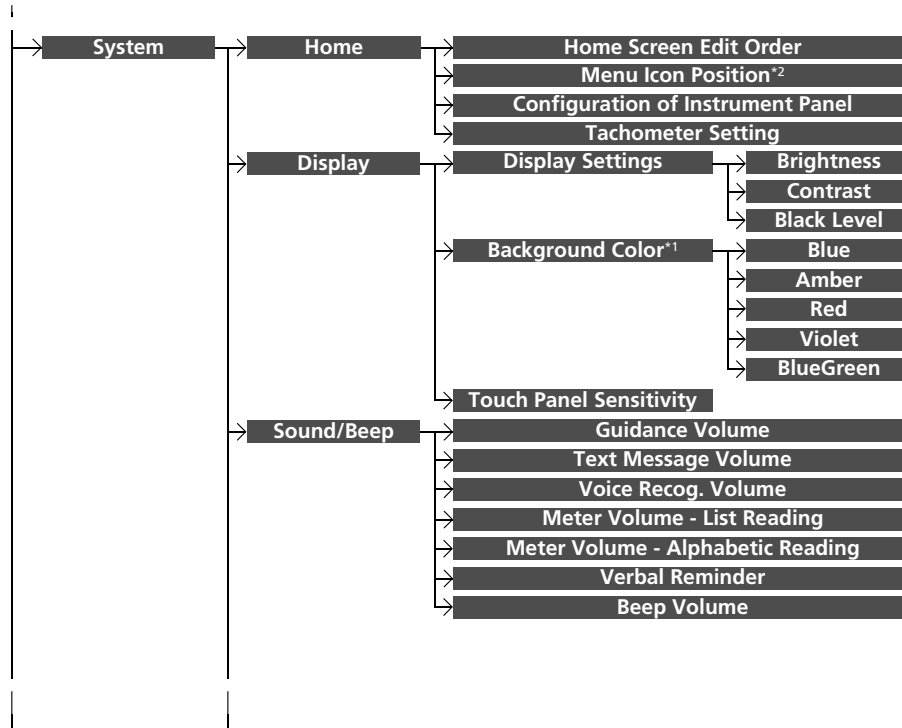 System
Home
Home Screen Edit Order
Menu Icon Position*2
Configuration of Instrument Panel
Tachometer Setting
Display
Display Settings
Brightness
Contrast
Black Level
Background Color*1
Blue
Amber
Red
Violet
BlueGreen
Touch Panel Sensitivity
Sound/Beep
Guidance Volume
Text Message Volume
Voice Recog. Volume
Meter Volume - List Reading
Meter Volume - Alphabetic Reading
Verbal Reminder
Beep Volume